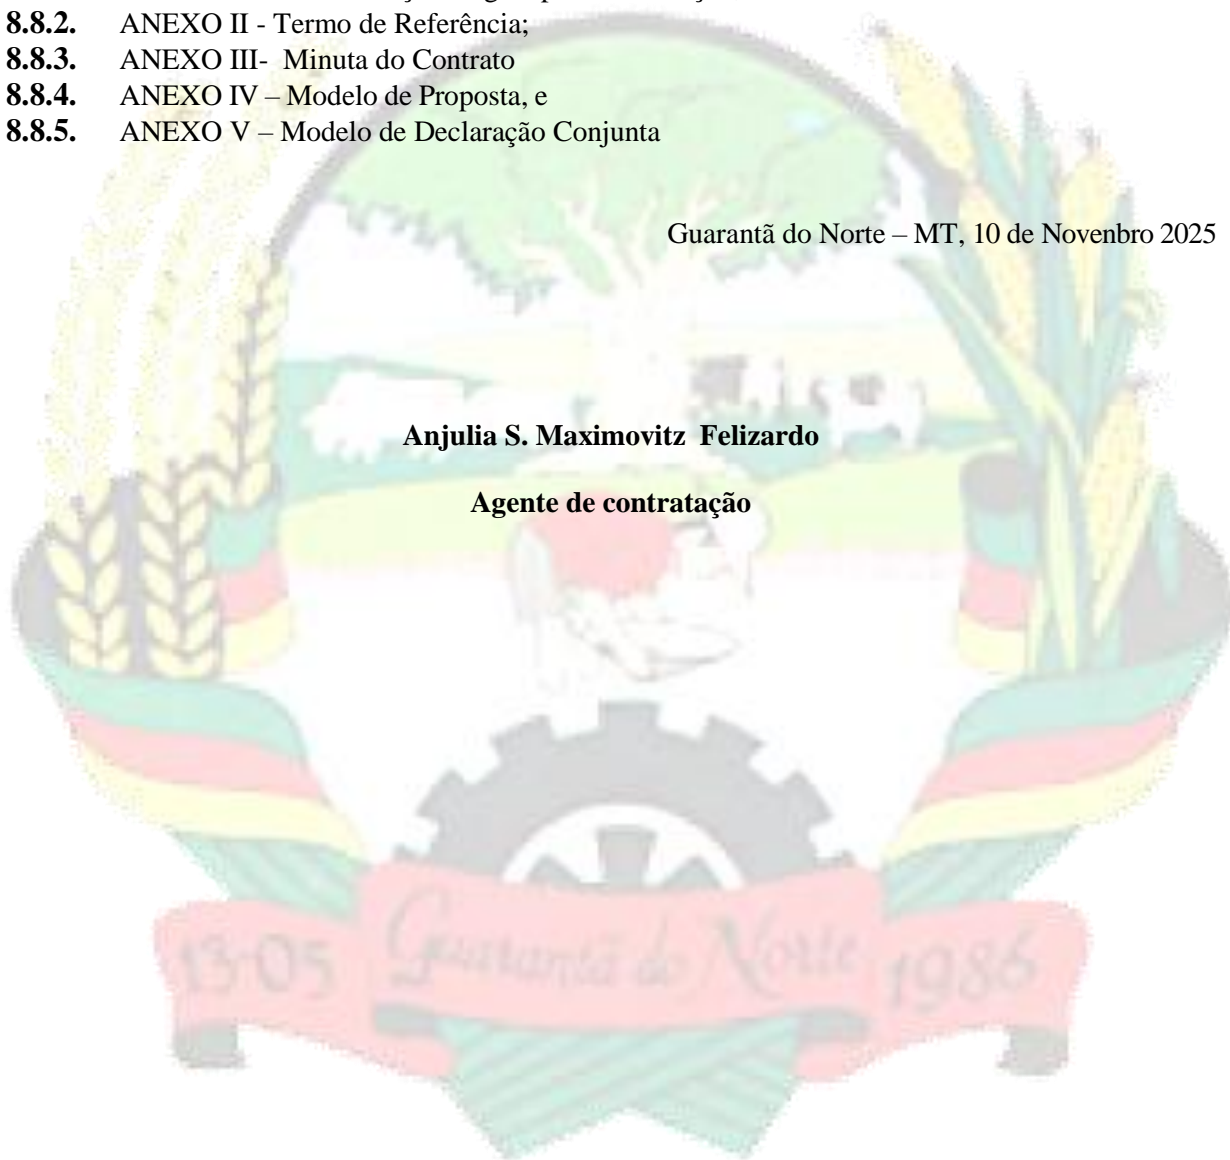 8.8.2. ANEXO II - Termo de Referência;
8.8.3. ANEXO III- Minuta do Contrato
8.8.4. ANEXO IV – Modelo de Proposta, e
8.8.5. ANEXO V – Modelo de Declaração Conjunta
Guarantã do Norte – MT, 10 de Novenbro 2025
Anjulia S. Maximovitz Felizardo
Agente de contratação
13-05 Guarantã do Norte 1986